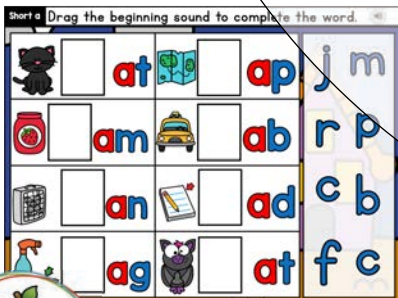 Short a Drag the beginning sound to complete the word.
at ap j m
am ab r p
an ad c b
ag at f c